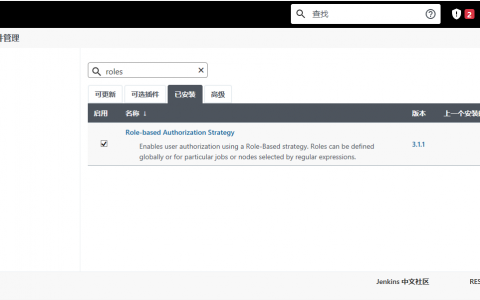 查找
2
件管理
roles
可更新 可选插件 已安装 高级
启用 名称 ↓ 版本 上一个安装
Role-based Authorization Strategy
Enables user authorization using a Role-Based strategy. Roles can be defined
globally or for particular jobs or nodes selected by regular expressions.
3.1.1
Jenkins 中文社区 RES